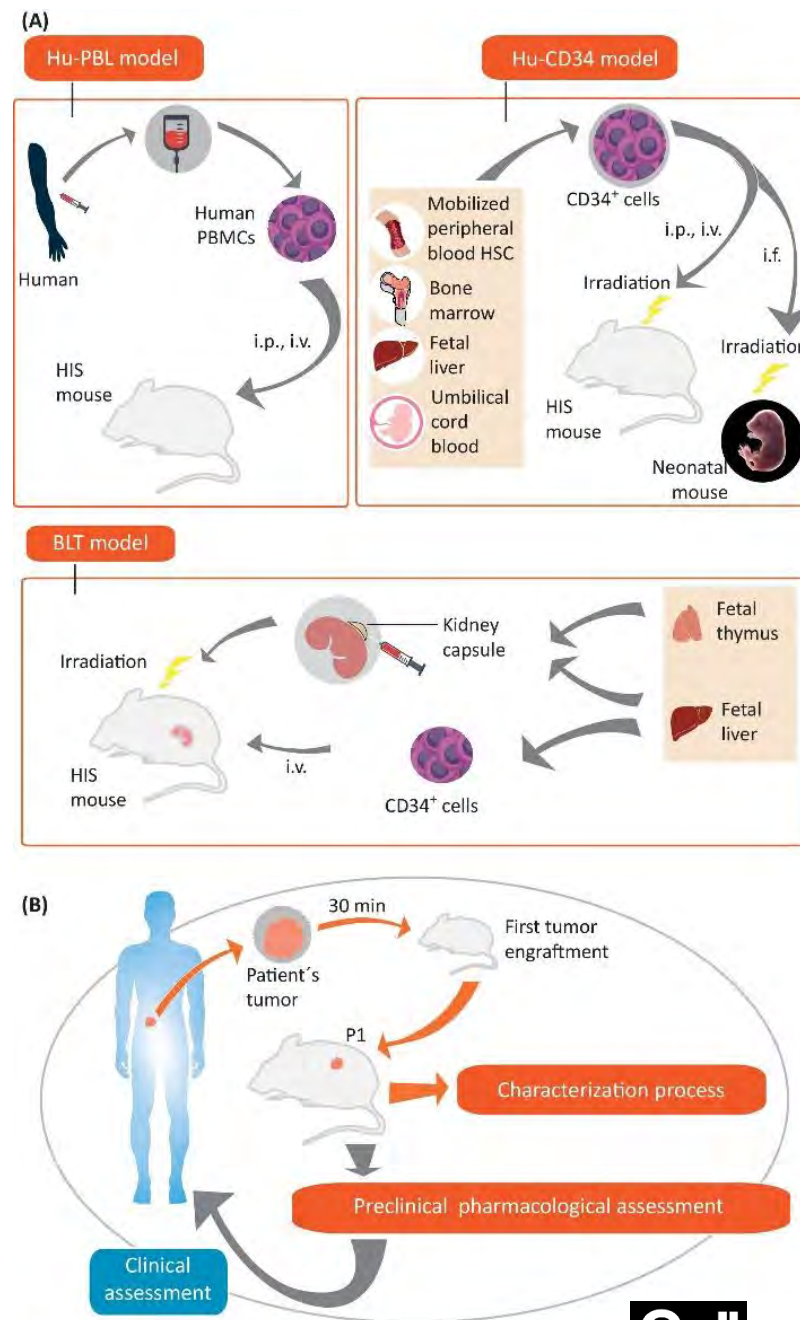 (A)
Hu-PBL model
Human
Human
PBMCs
i.p., i.v.
HIS
mouse
Hu-CD34 model
Mobilized
peripheral
blood HSC
Bone
marrow
Fetal
liver
Umbilical
cord
blood
CD34⁺ cells
i.p., i.v.
i.f.
Irradiation
Irradiation
HIS
mouse
Neonatal
mouse
BLT model
Fetal
thymus
Fetal
liver
Kidney
capsule
Irradiation
HIS
mouse
i.v.
CD34⁺ cells
(B)
30 min
First tumor
engraftment
Patient´s
tumor
P1
Characterization process
Preclinical pharmacological assessment
Clinical
assessment